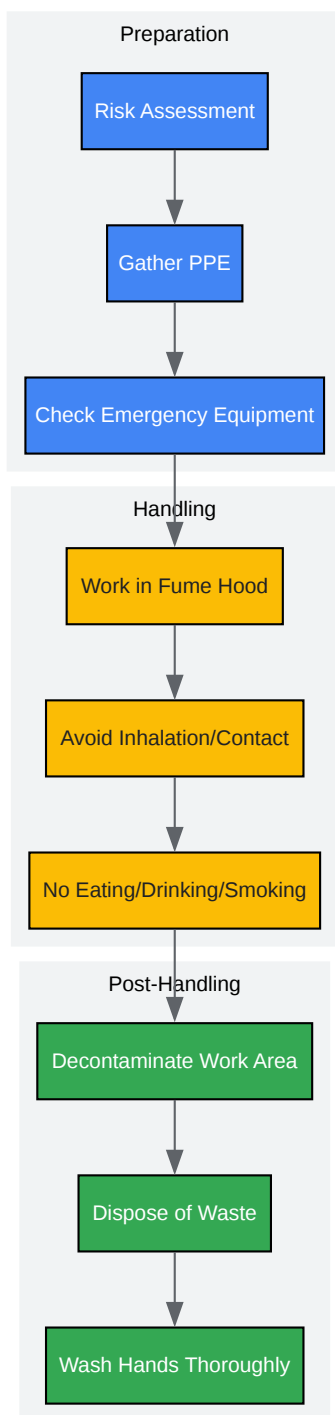 Preparation
Risk Assessment
Gather PPE
Check Emergency Equipment
Handling
Work in Fume Hood
Avoid Inhalation/Contact
No Eating/Drinking/Smoking
Post-Handling
Decontaminate Work Area
Dispose of Waste
Wash Hands Thoroughly